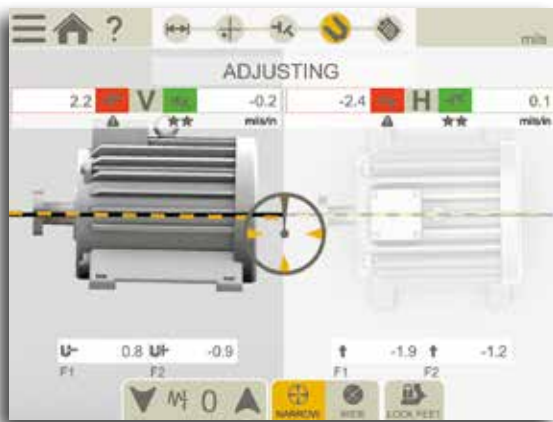 ?
mils
ADJUSTING
2.2 V -0.2 -2.4 H 0.1
mils/in mils/in
0.8 -0.9 -1.9 -1.2
F1 F2 F1 F2
0 NARROW WIDE LOCK FEET